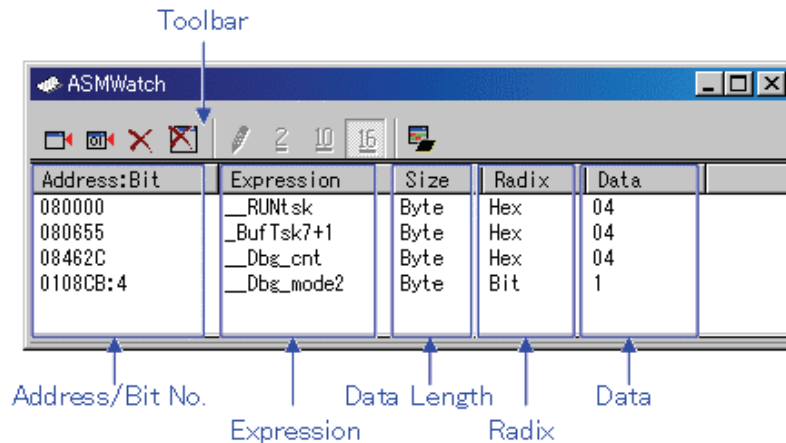 Toolbar
ASMWatch
2 10 16
Address:Bit Expression Size Radix Data
080000 __RUNtsk Byte Hex 04
080655 _BufTsk7+1 Byte Hex 04
08462C __Dbg_cnt Byte Hex 04
0108CB:4 __Dbg_mode2 Byte Bit 1
Address/Bit No. Data Length Data
Expression Radix